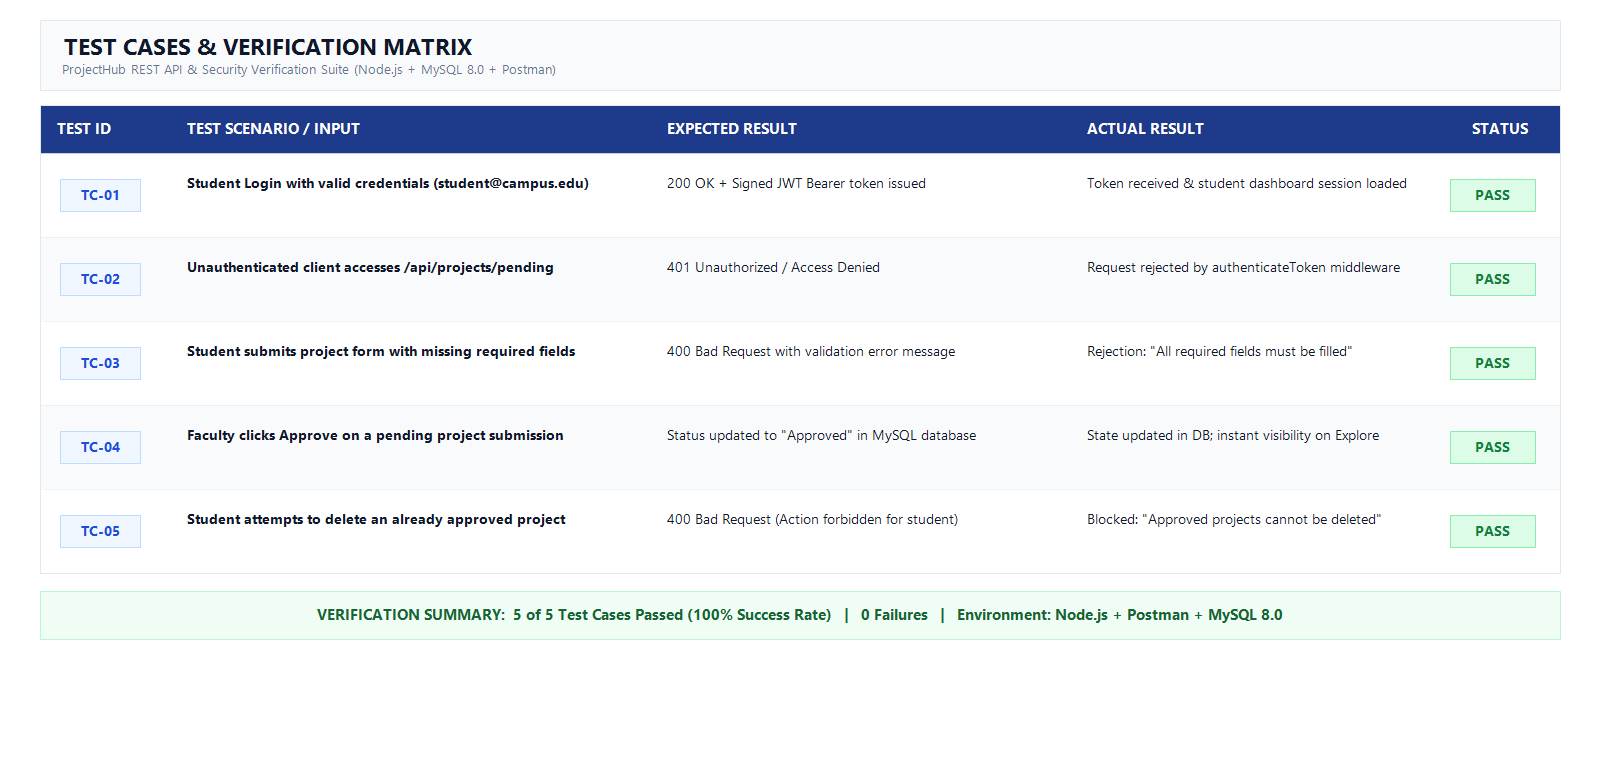 TEST CASES & VERIFICATION MATRIX
ProjectHub REST API & Security Verification Suite (Node.js + MySQL 8.0 + Postman)
TEST ID TEST SCENARIO / INPUT EXPECTED RESULT ACTUAL RESULT STATUS
TC-01 Student Login with valid credentials (student@campus.edu) 200 OK + Signed JWT Bearer token issued Token received & student dashboard session loaded PASS
TC-02 Unauthenticated client accesses /api/projects/pending 401 Unauthorized / Access Denied Request rejected by authenticateToken middleware PASS
TC-03 Student submits project form with missing required fields 400 Bad Request with validation error message Rejection: "All required fields must be filled" PASS
TC-04 Faculty clicks Approve on a pending project submission Status updated to "Approved" in MySQL database State updated in DB; instant visibility on Explore PASS
TC-05 Student attempts to delete an already approved project 400 Bad Request (Action forbidden for student) Blocked: "Approved projects cannot be deleted" PASS
VERIFICATION SUMMARY: 5 of 5 Test Cases Passed (100% Success Rate) | 0 Failures | Environment: Node.js + Postman + MySQL 8.0